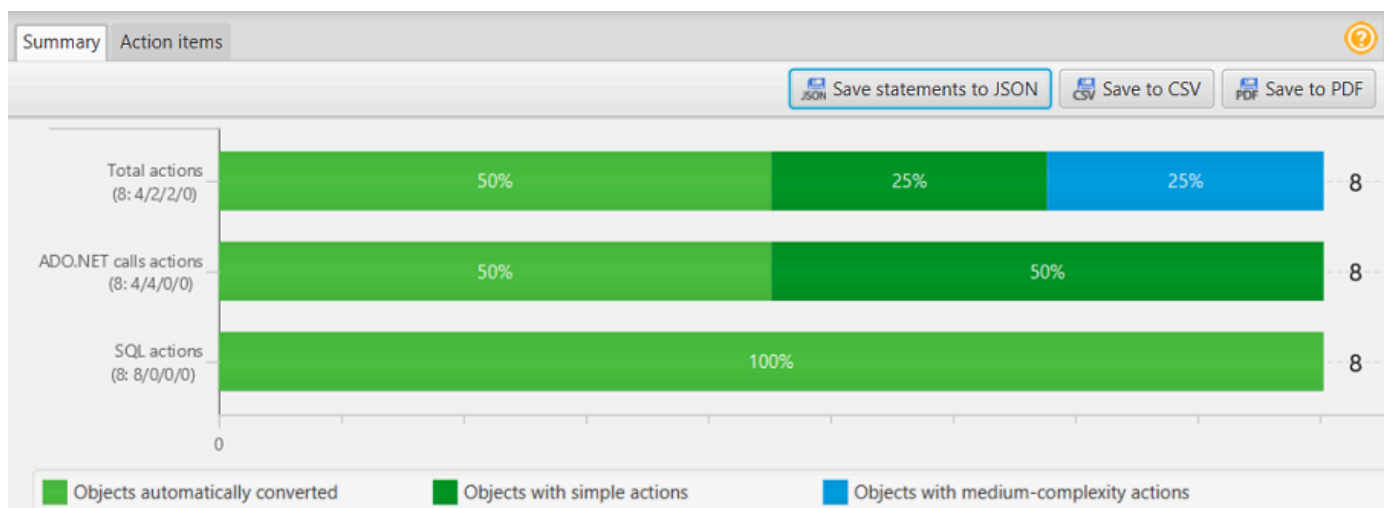 Summary Action items
JSON Save statements to JSON CSV Save to CSV PDF Save to PDF
Total actions
(8: 4/2/2/0)
50% 25% 25% 8
ADO.NET calls actions
(8: 4/4/0/0)
50% 50% 8
SQL actions
(8: 8/0/0/0)
100% 8
0
Objects automatically converted Objects with simple actions Objects with medium-complexity actions